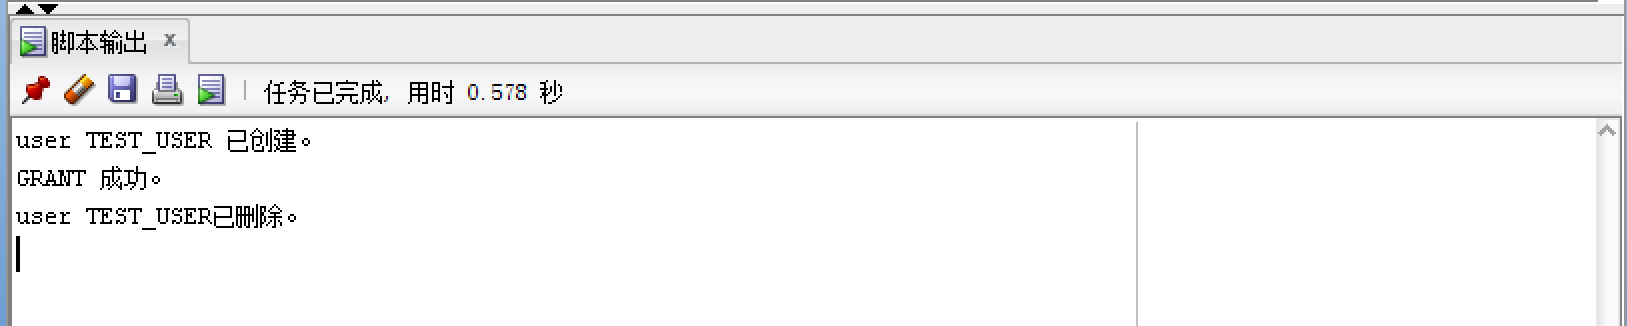 脚本输出 x
任务已完成, 用时 0.578 秒
user TEST_USER 已创建。
GRANT 成功。
user TEST_USER已删除。